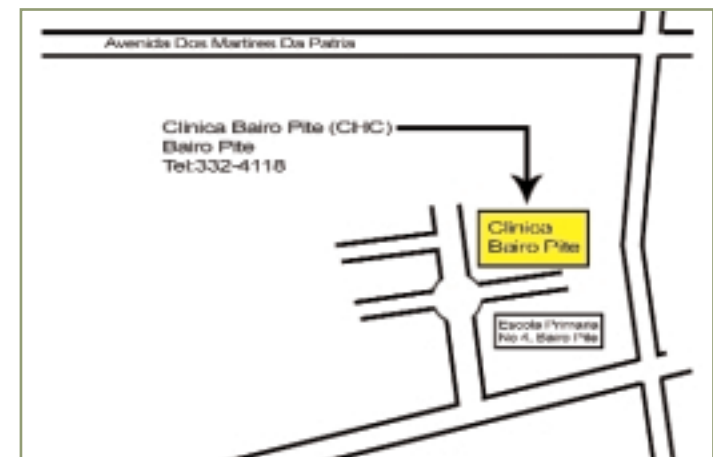 Avenida Dos Martires Da Patria
Clinica Bairo Pite (CHC)
Bairo Pite
Tel:332-4118
Clinica
Bairo Pite
Escola Primaria
No 4, Bairo Pite